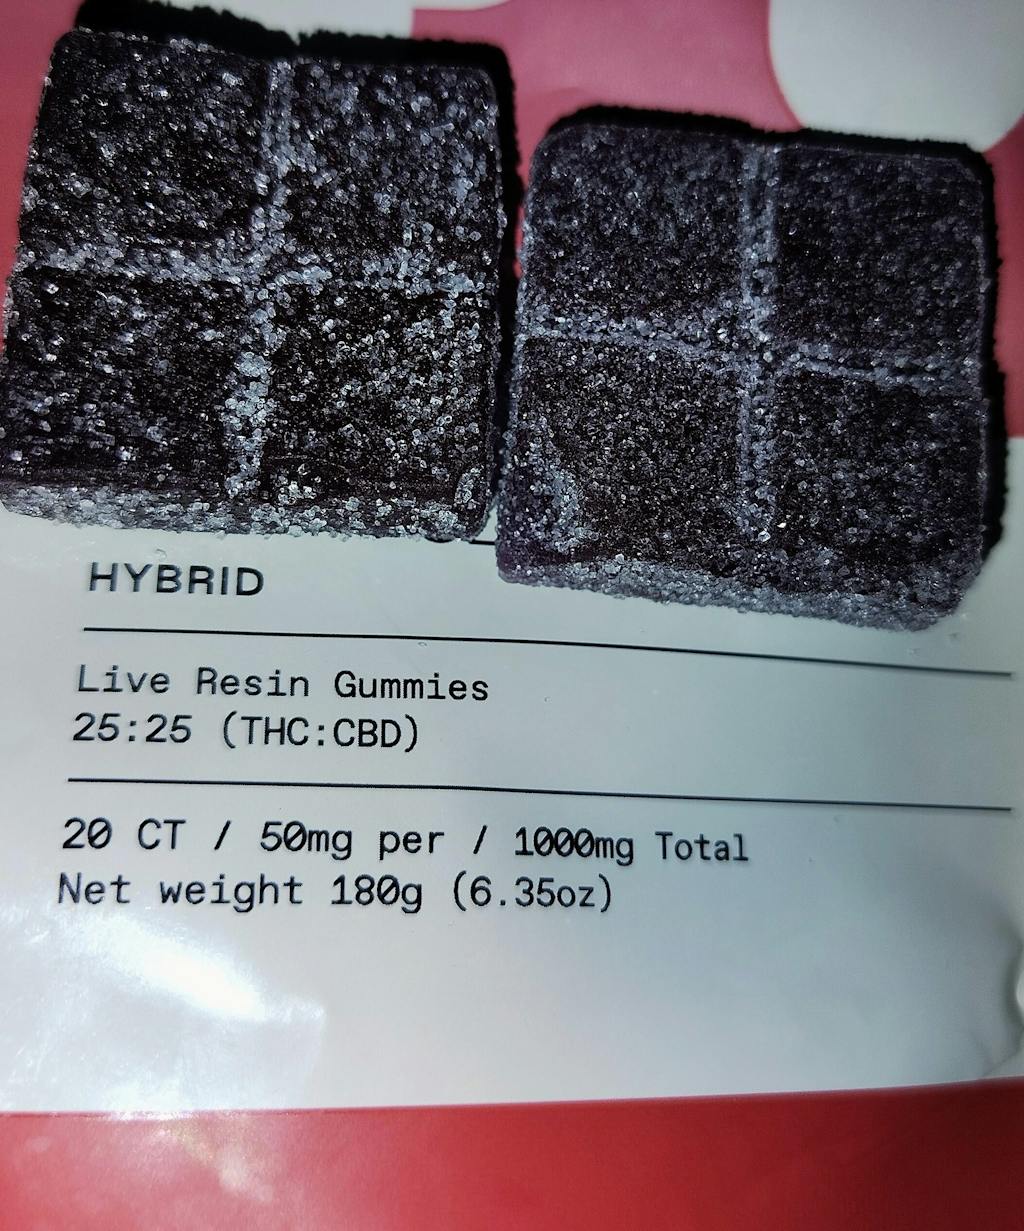 HYBRID
Live Resin Gummies
25:25 (THC:CBD)
20 CT / 50mg per / 1000mg Total
Net weight 180g (6.35oz)